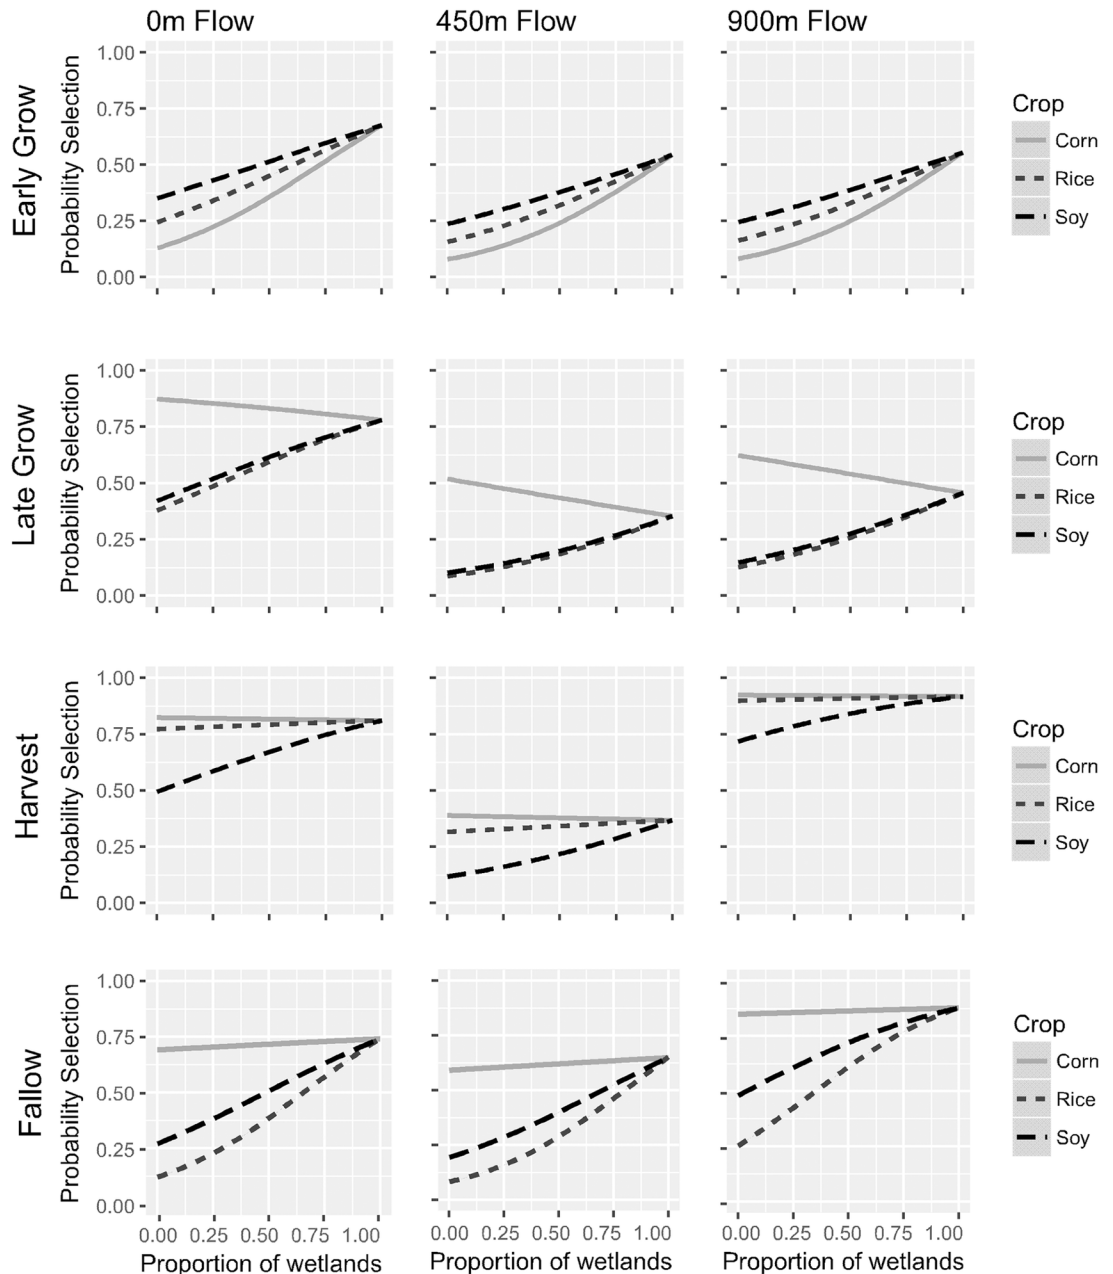 0m Flow 450m Flow 900m Flow
Early Grow
Probability Selection
1.00
0.75
0.50
0.25
0.00
Crop
Corn
Rice
Soy
Late Grow
Probability Selection
1.00
0.75
0.50
0.25
0.00
Crop
Corn
Rice
Soy
Harvest
Probability Selection
1.00
0.75
0.50
0.25
0.00
Crop
Corn
Rice
Soy
Fallow
Probability Selection
1.00
0.75
0.50
0.25
0.00
Crop
Corn
Rice
Soy
0.00 0.25 0.50 0.75 1.00 0.00 0.25 0.50 0.75 1.00 0.00 0.25 0.50 0.75 1.00
Proportion of wetlands Proportion of wetlands Proportion of wetlands